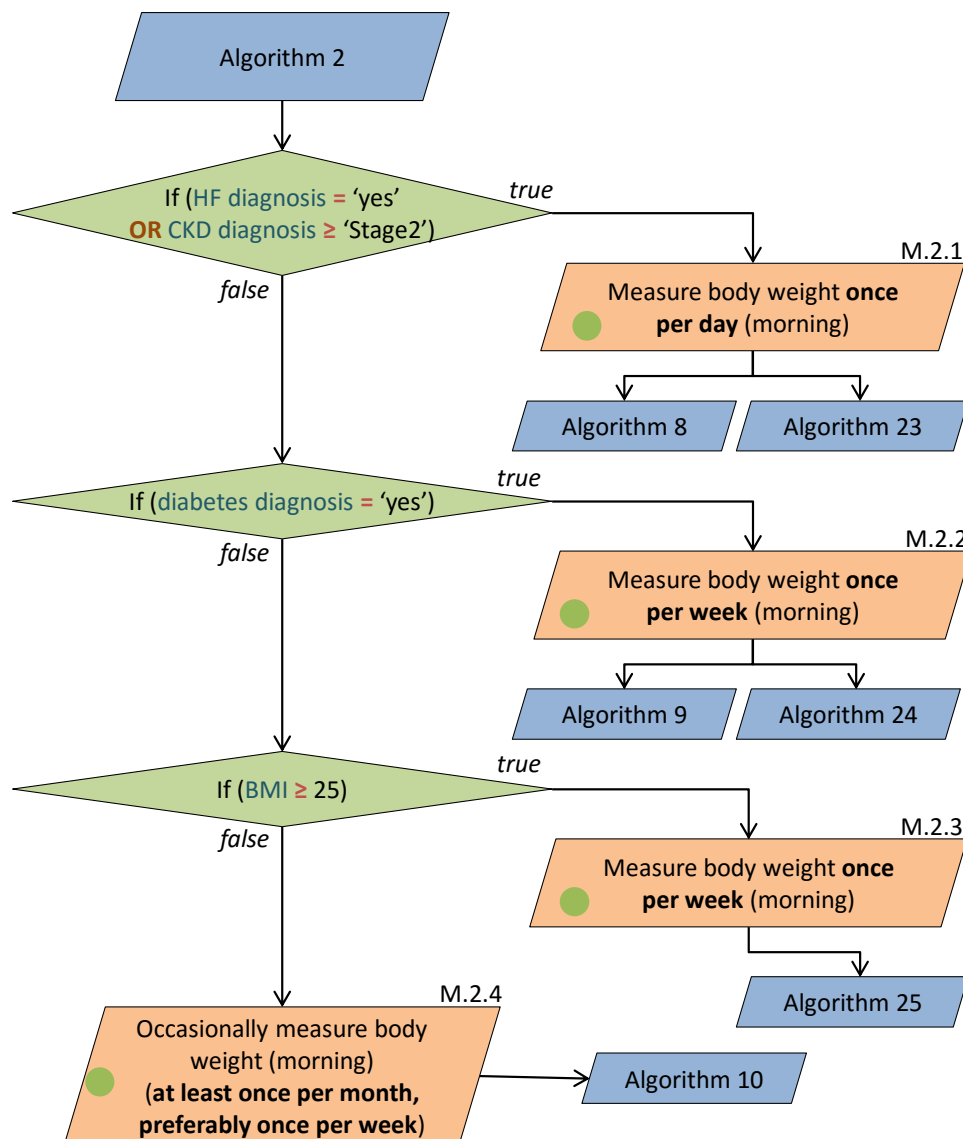 Algorithm 2
If (HF diagnosis = ‘yes’
OR CKD diagnosis ≥ ‘Stage2’)
true
false
M.2.1
Measure body weight once
per day (morning)
Algorithm 8
Algorithm 23
If (diabetes diagnosis = ‘yes’)
true
false
M.2.2
Measure body weight once
per week (morning)
Algorithm 9
Algorithm 24
If (BMI ≥ 25)
true
false
M.2.3
Measure body weight once
per week (morning)
Algorithm 25
M.2.4
Occasionally measure body
weight (morning)
(at least once per month,
preferably once per week)
Algorithm 10